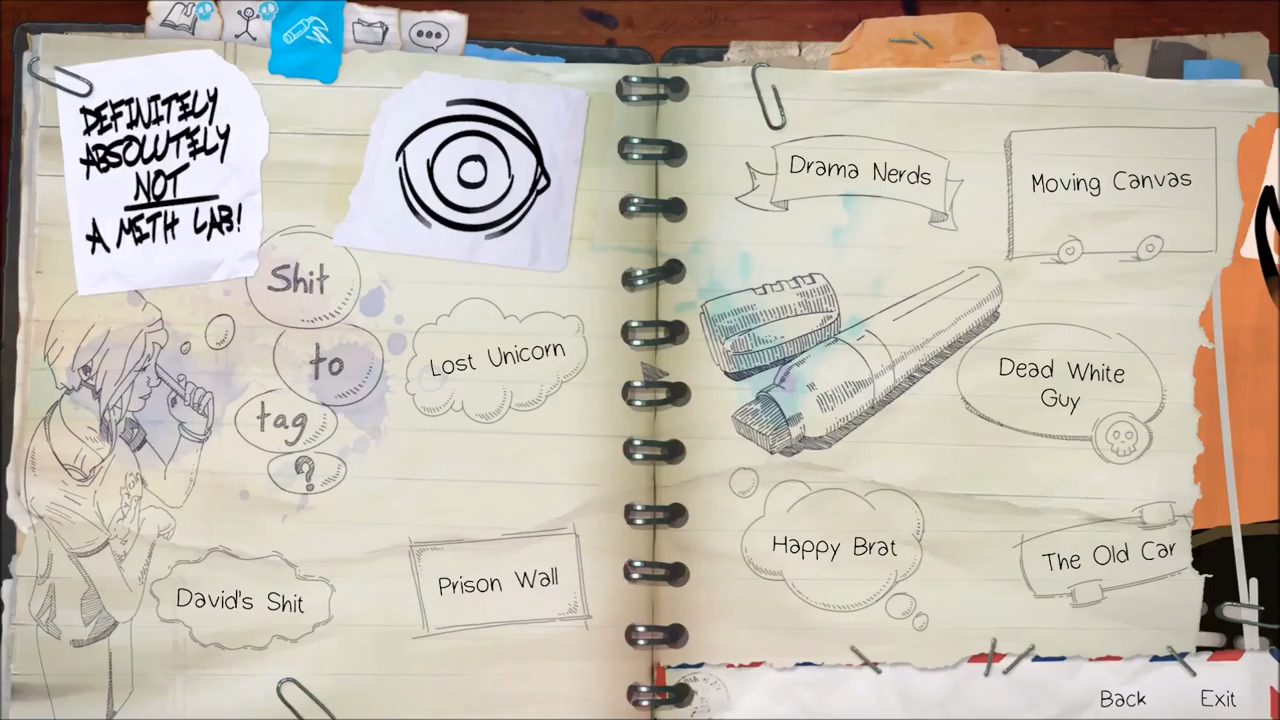 DEFINITELY
ABSOLUTELY
NOT
A METH LAB!
Shit
to
tag
?
Lost Unicorn
David's Shit
Prison Wall
Drama Nerds
Moving Canvas
Dead White
Guy
Happy Brat
The Old Car
Back
Exit